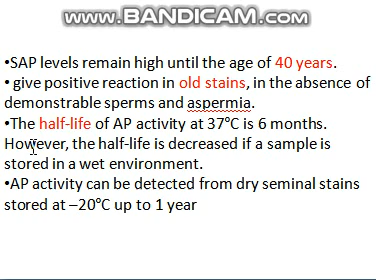 WWW.BANDICAM.COM
•SAP levels remain high until the age of 40 years.
• give positive reaction in old stains, in the absence of
demonstrable sperms and aspermia.
•The half-life of AP activity at 37°C is 6 months.
However, the half-life is decreased if a sample is
stored in a wet environment.
•AP activity can be detected from dry seminal stains
stored at –20°C up to 1 year